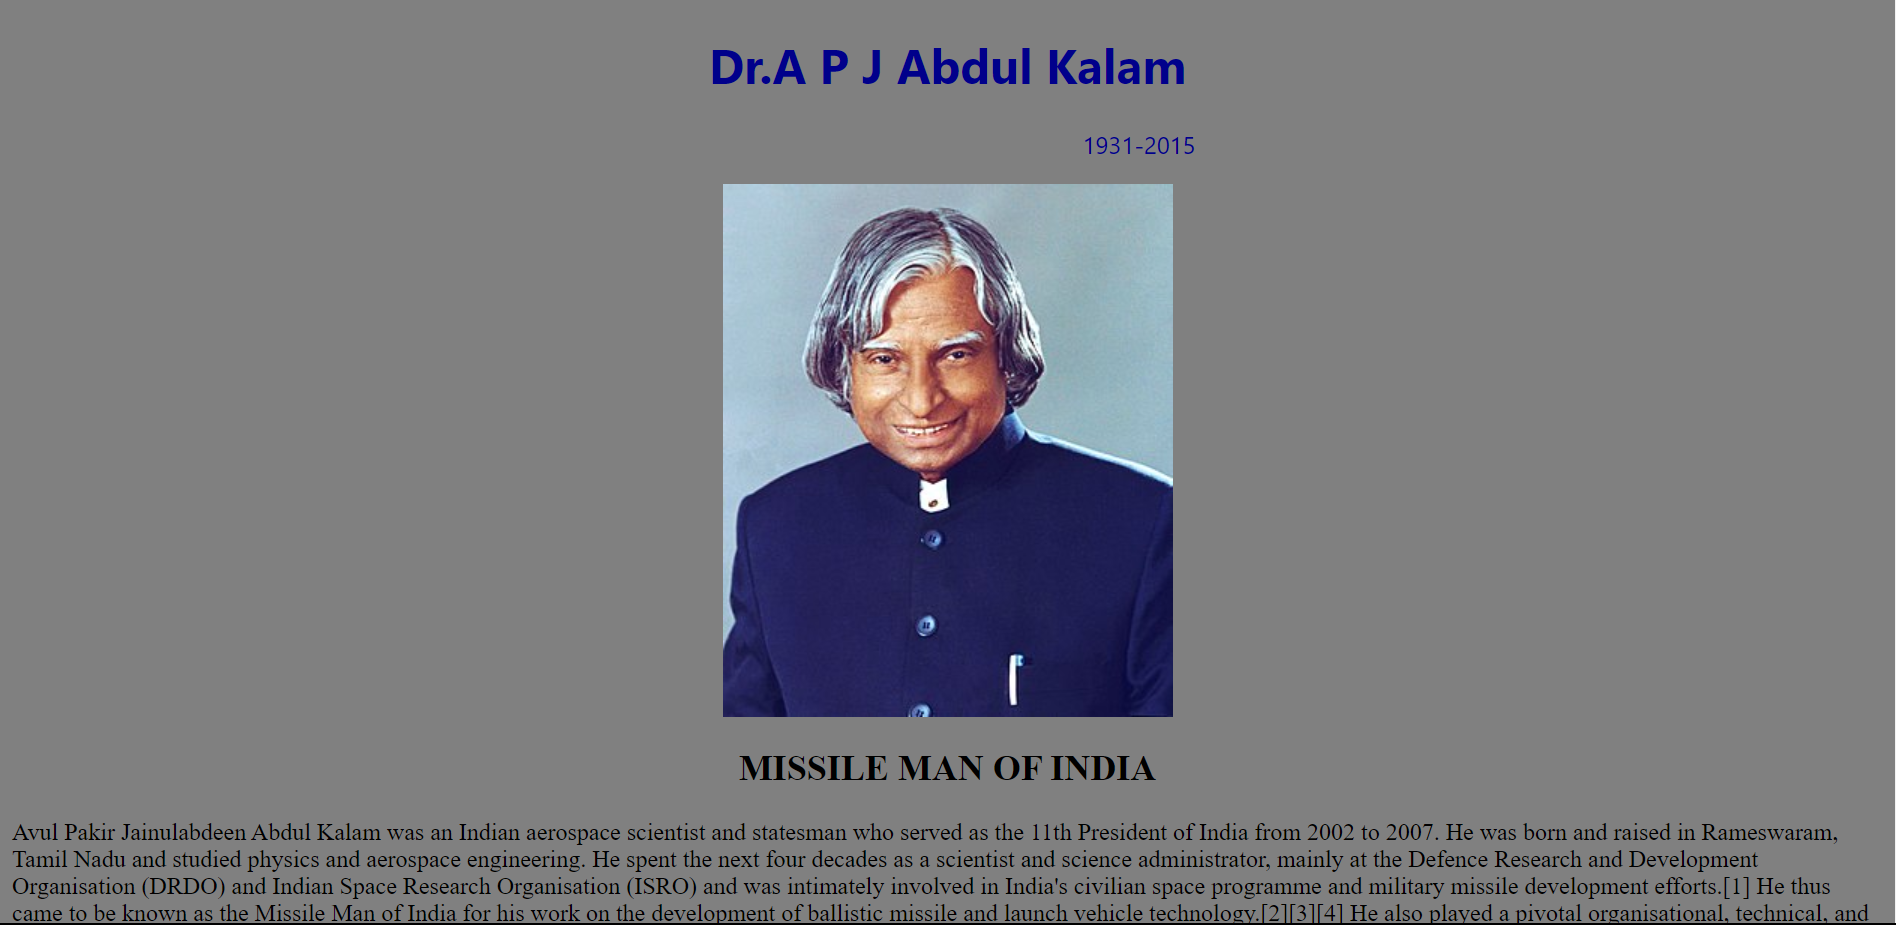 Dr.A P J Abdul Kalam
1931-2015
MISSILE MAN OF INDIA
Avul Pakir Jainulabdeen Abdul Kalam was an Indian aerospace scientist and statesman who served as the 11th President of India from 2002 to 2007. He was born and raised in Rameswaram,
Tamil Nadu and studied physics and aerospace engineering. He spent the next four decades as a scientist and science administrator, mainly at the Defence Research and Development
Organisation (DRDO) and Indian Space Research Organisation (ISRO) and was intimately involved in India's civilian space programme and military missile development efforts.[1] He thus
came to be known as the Missile Man of India for his work on the development of ballistic missile and launch vehicle technology.[2][3][4] He also played a pivotal organisational, technical, and